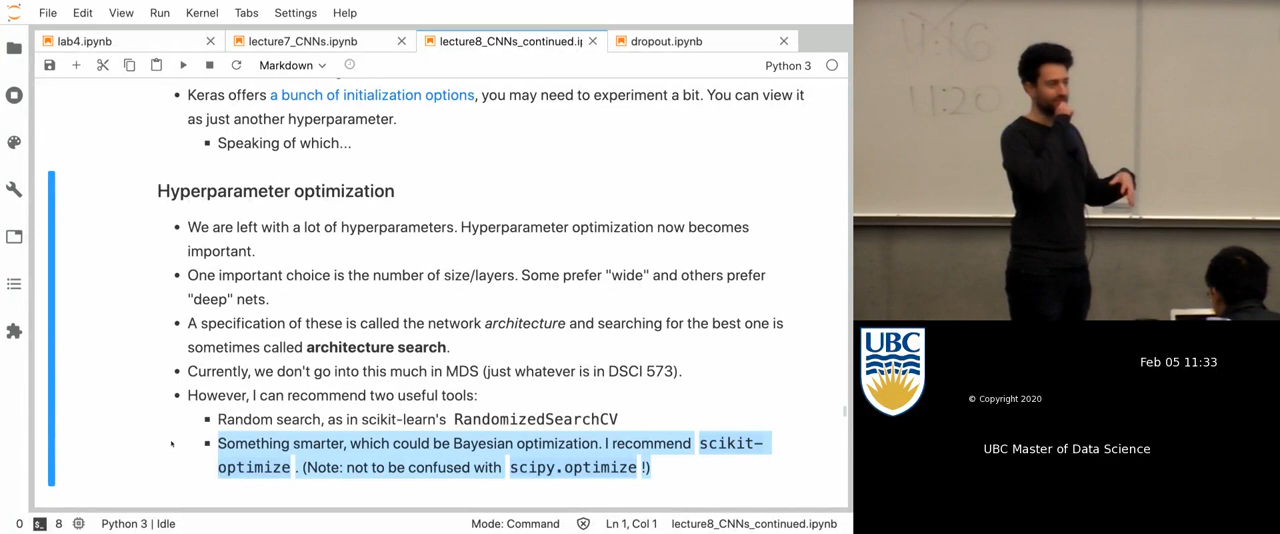 File Edit View Run Kernel Tabs Settings Help
lab4.ipynb
lecture7_CNNs.ipynb
lecture8_CNNs_continued.ip
dropout.ipynb
Markdown
Python 3
Keras offers a bunch of initialization options, you may need to experiment a bit. You can view it
as just another hyperparameter.
Speaking of which...
Hyperparameter optimization
We are left with a lot of hyperparameters. Hyperparameter optimization now becomes
important.
One important choice is the number of size/layers. Some prefer "wide" and others prefer
"deep" nets.
A specification of these is called the network architecture and searching for the best one is
sometimes called architecture search.
Currently, we don't go into this much in MDS (just whatever is in DSCI 573).
However, I can recommend two useful tools:
Random search, as in scikit-learn's RandomizedSearchCV
Something smarter, which could be Bayesian optimization. I recommend scikit-
optimize . (Note: not to be confused with scipy.optimize !)
0 8 Python 3 | Idle Mode: Command Ln 1, Col 1 lecture8_CNNs_continued.ipynb
11:20
UBC
Feb 05 11:33
© Copyright 2020
UBC Master of Data Science